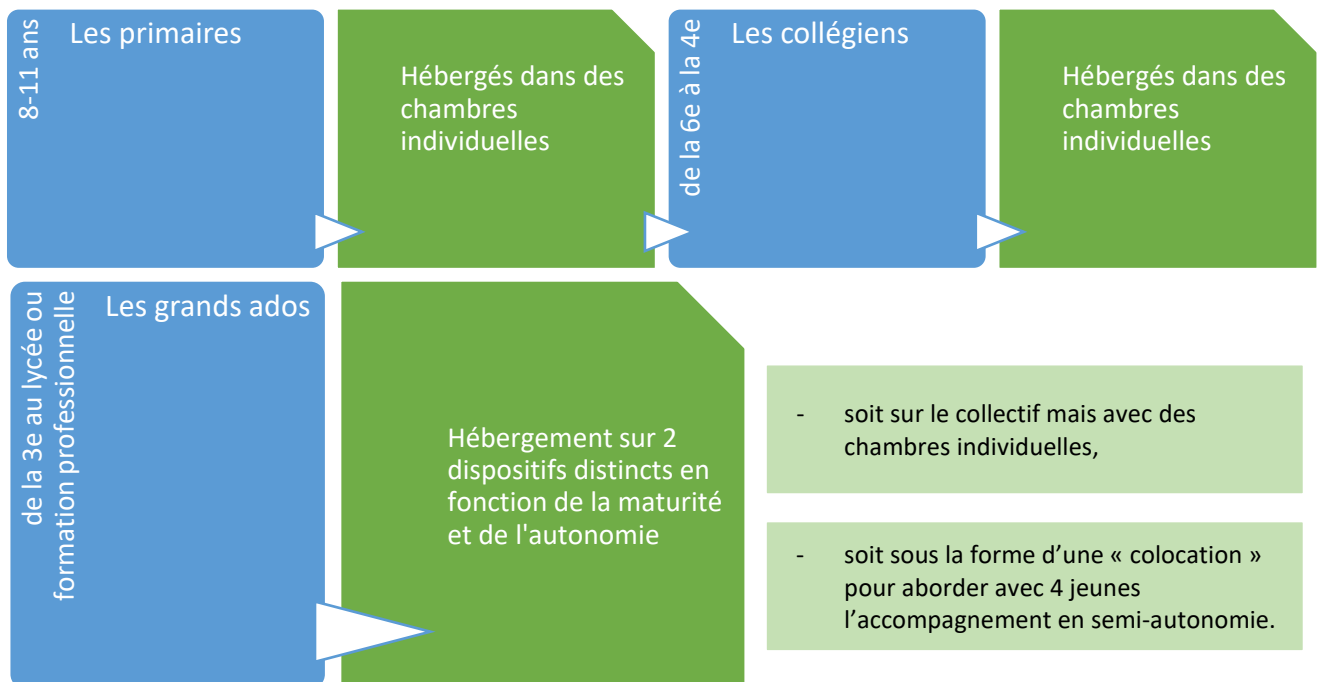 8-11 ans
Les primaires
Hébergés dans des
chambres
individuelles
de la 6e à la 4e
Les collégiens
Hébergés dans des
chambres
individuelles
de la 3e au lycée ou
formation professionnelle
Les grands ados
Hébergement sur 2
dispositifs distincts en
fonction de la maturité
et de l'autonomie
- soit sur le collectif mais avec des
chambres individuelles,
- soit sous la forme d’une « colocation »
pour aborder avec 4 jeunes
l’accompagnement en semi-autonomie.